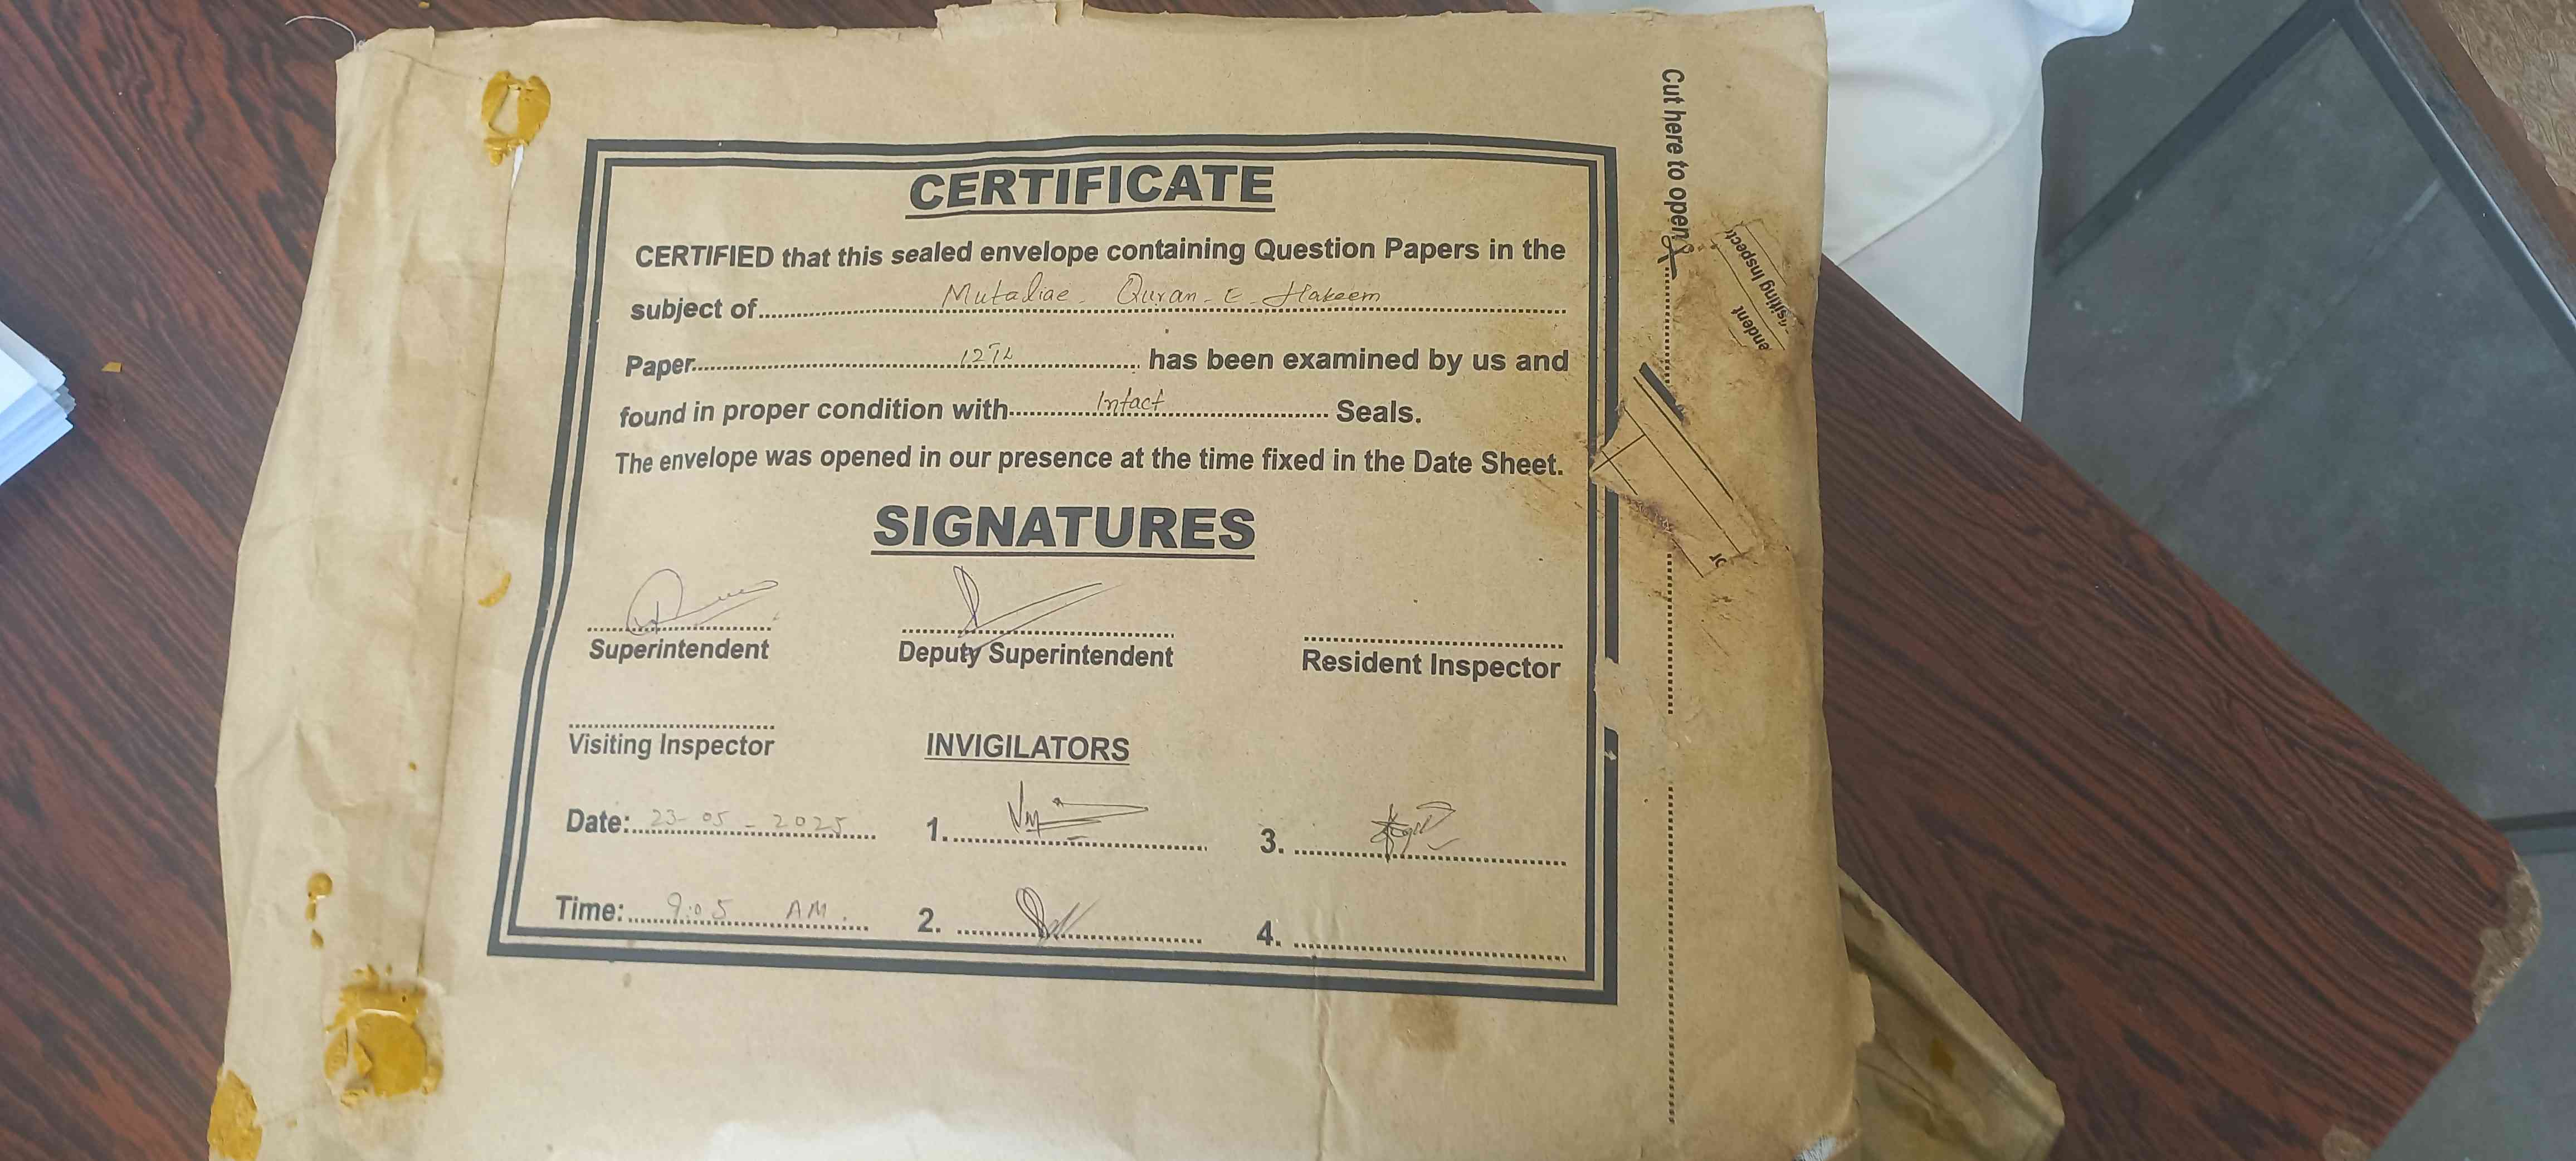 CERTIFICATE
CERTIFIED that this sealed envelope containing Question Papers in the
subject of Mutaliae Quran - E - Hakeem
Paper 12th has been examined by us and
found in proper condition with Intact Seals.
The envelope was opened in our presence at the time fixed in the Date Sheet.
SIGNATURES
Superintendent
Deputy Superintendent
Resident Inspector
Visiting Inspector
INVIGILATORS
Date: 23-05-2025
1.
3.
Time: 9:05 AM.
2.
4.
Cut here to open